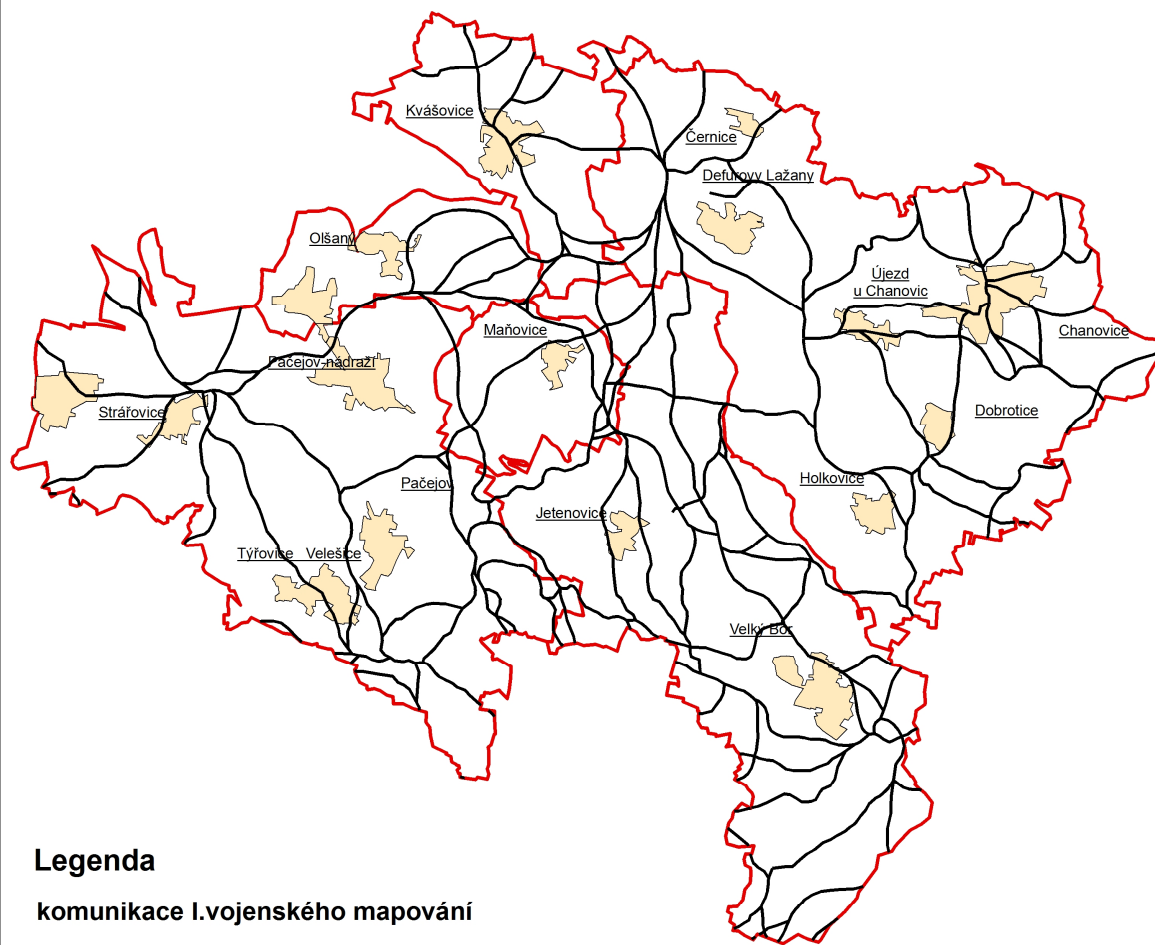 Kvášovice
Černice
Defurovy Lažany
Olšany
Újezd
u Chanovic
Maňovice
Chanovice
Pačejov-nádraží
Strářovice
Dobrotice
Pačejov
Holkovice
Jetenovice
Týřovice
Velešice
Velký Bor
Legenda
komunikace I.vojenského mapování